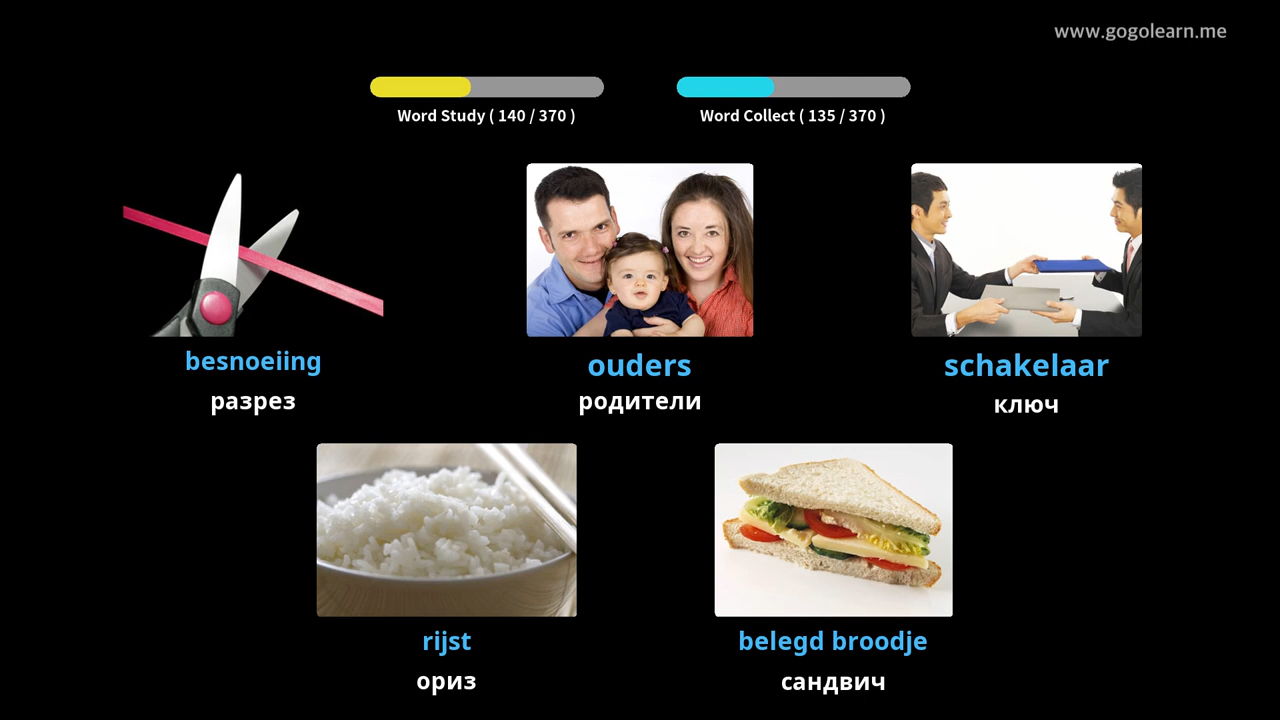 www.gogolearn.me
Word Study ( 140 / 370 )
Word Collect ( 135 / 370 )
besnoeiing
разрез
ouders
родители
schakelaar
ключ
rijst
ориз
belegd broodje
сандвич